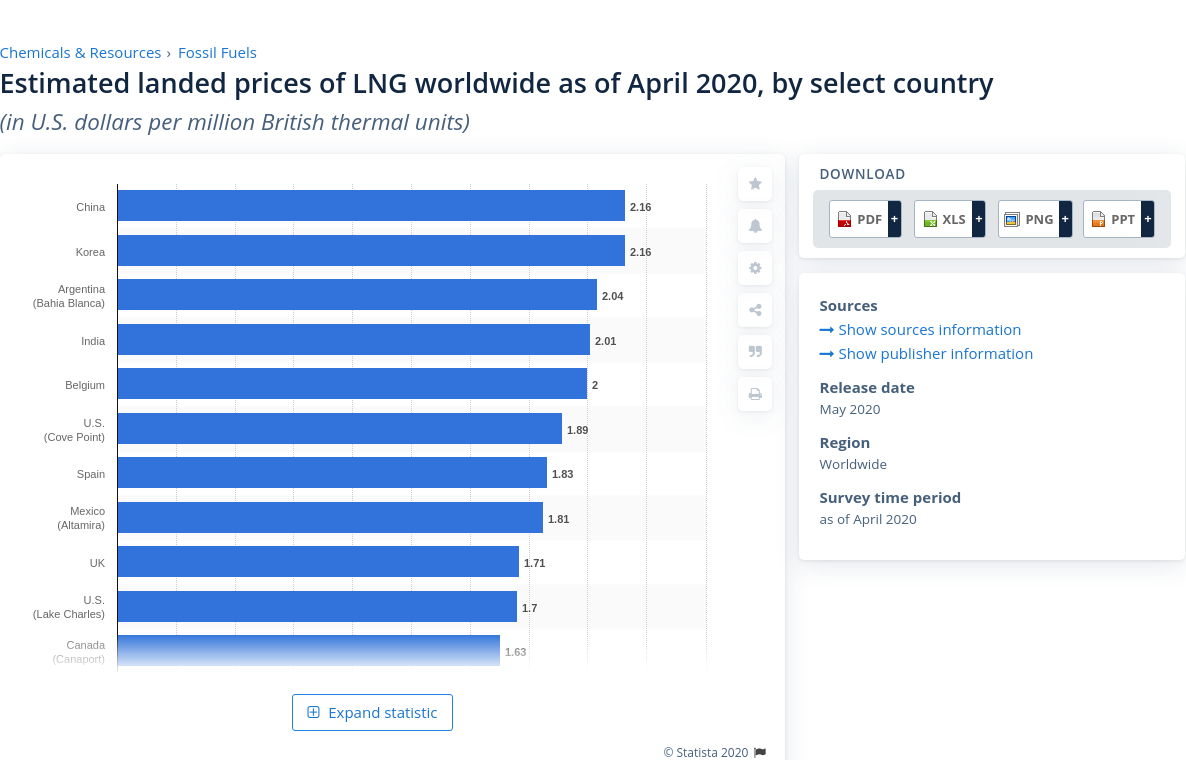 Chemicals & Resources › Fossil Fuels
Estimated landed prices of LNG worldwide as of April 2020, by select country
(in U.S. dollars per million British thermal units)
China 2.16
Korea 2.16
Argentina
(Bahia Blanca) 2.04
India 2.01
Belgium 2
U.S.
(Cove Point) 1.89
Spain 1.83
Mexico
(Altamira) 1.81
UK 1.71
U.S.
(Lake Charles) 1.7
Canada
(Canaport) 1.63
Expand statistic
© Statista 2020
DOWNLOAD
PDF + XLS + PNG + PPT +
Sources
Show sources information
Show publisher information
Release date
May 2020
Region
Worldwide
Survey time period
as of April 2020